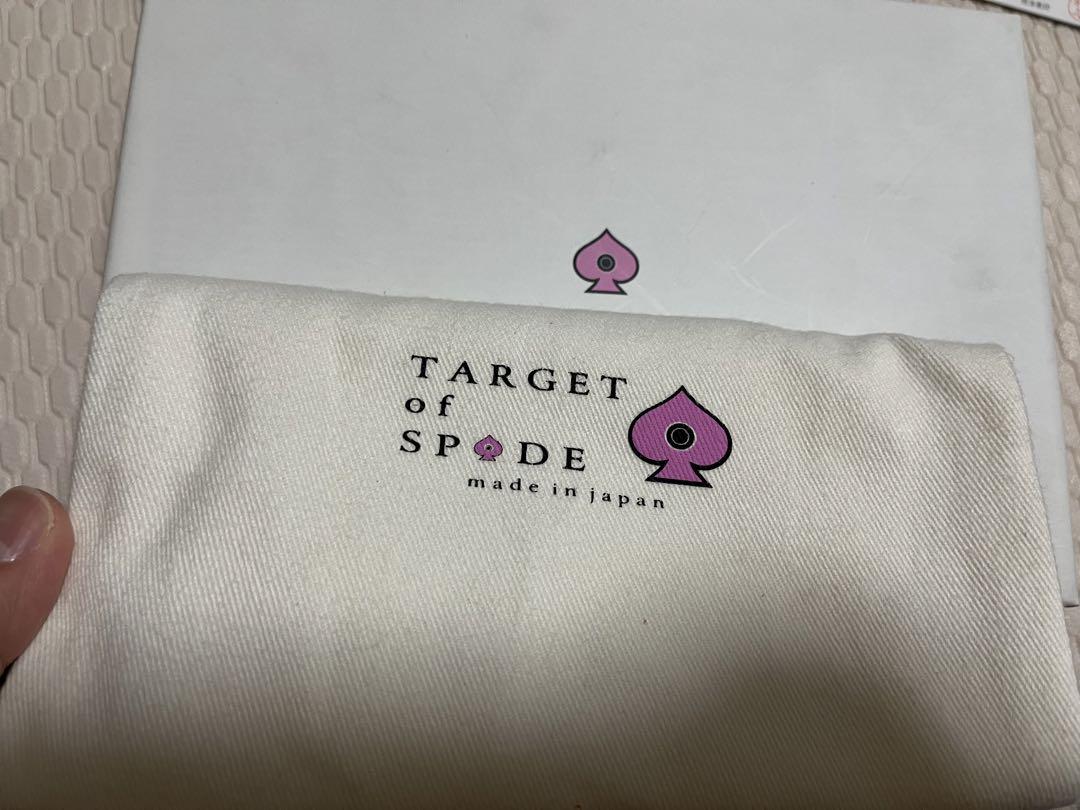 TARGET
of
SPADE
made in japan